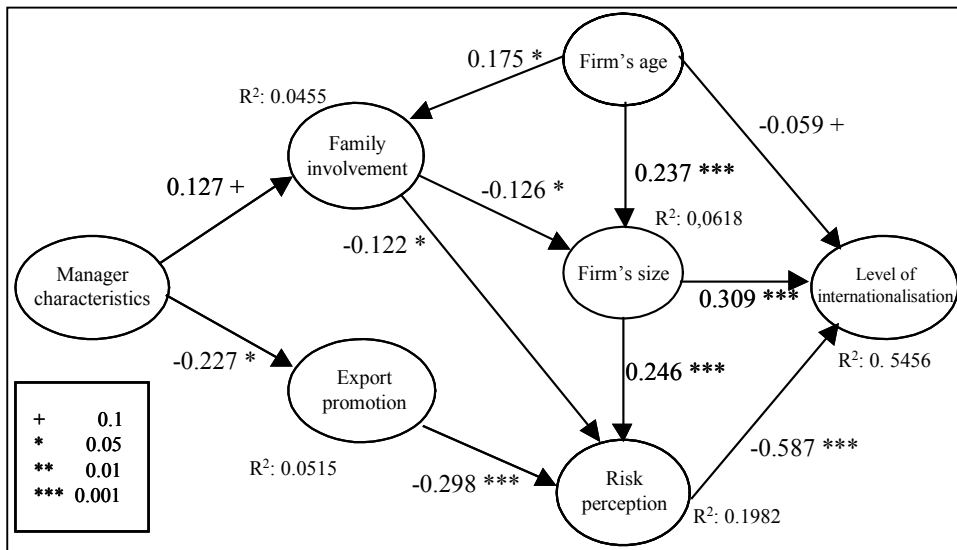 0.175 *
Firm's age
R²: 0.0455
-0.059 +
Family
involvement
0.127 +
-0.126 *
0.237 ***
R²: 0,0618
-0.122 *
Manager
characteristics
Firm's size
Level of
internationalisation
0.309 ***
-0.227 *
R²: 0. 5456
Export
promotion
0.246 ***
+ 0.1
* 0.05
** 0.01
*** 0.001
-0.587 ***
R²: 0.0515
-0.298 ***
Risk
perception
R²: 0.1982